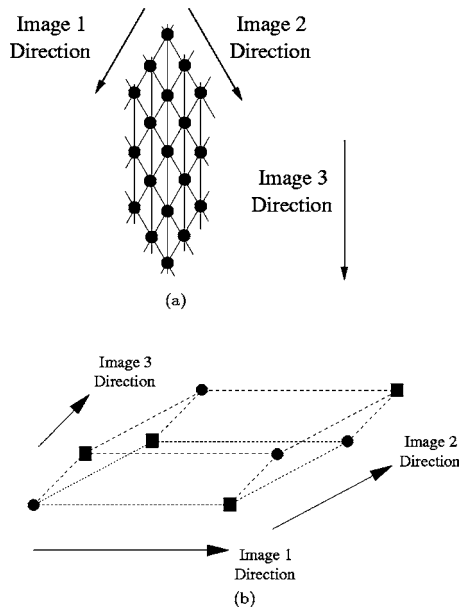 Image 1
Direction
Image 2
Direction
Image 3
Direction
(a)
Image 3
Direction
Image 2
Direction
Image 1
Direction
(b)